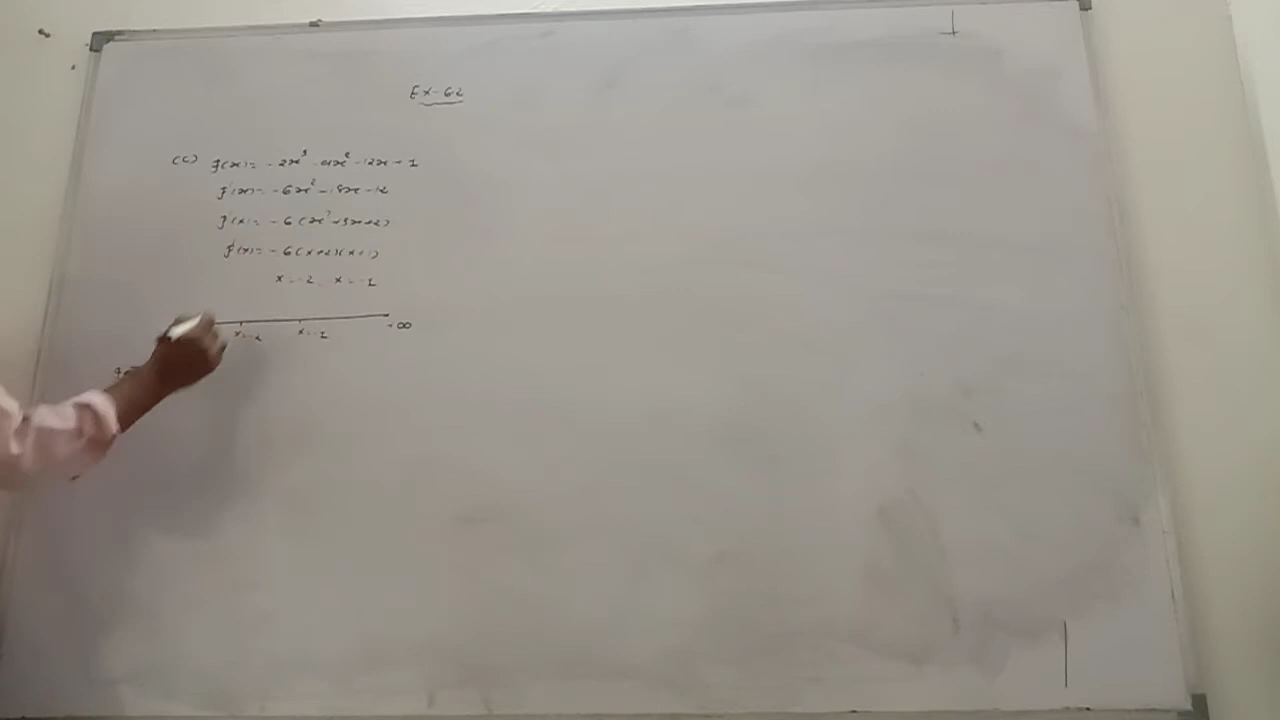 Ex-6.2
(c) f(x)= -2x³-9x²-12x+1
f'(x)= -6x²-18x-12
f'(x)= -6(x²+3x+2)
f'(x)= -6(x+2)(x+1)
x=-2, x=-1
x=-2 x=-1 +∞